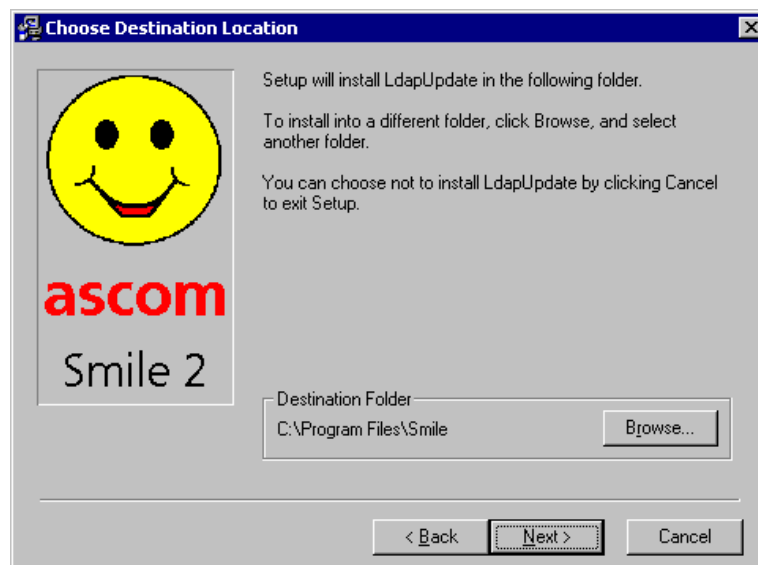 Choose Destination Location
Setup will install LdapUpdate in the following folder.
To install into a different folder, click Browse, and select
another folder.
You can choose not to install LdapUpdate by clicking Cancel
to exit Setup.
ascom
Smile 2
Destination Folder
C:\Program Files\Smile
Browse...
< Back
Next >
Cancel